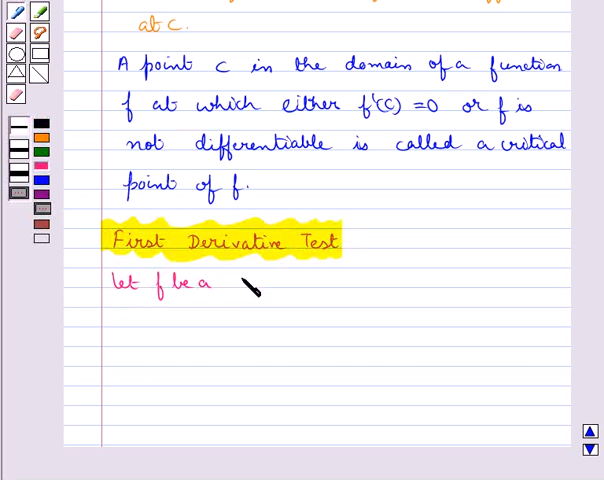 at c.
A point c in the domain of a function
f at which either f'(c) = 0 or f is
not differentiable is called a critical
point of f.
First Derivative Test
let f be a